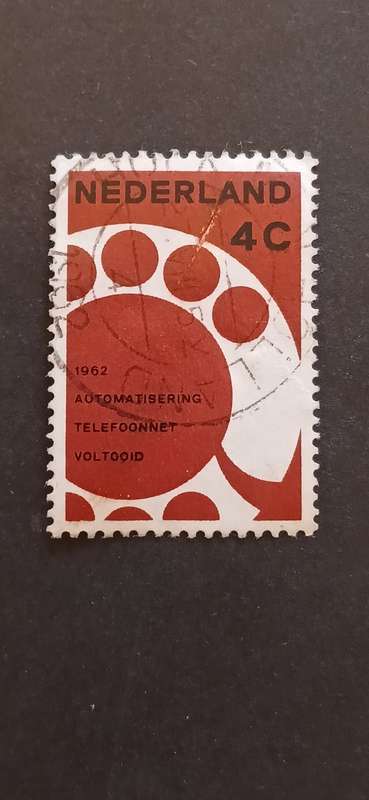 NEDERLAND
4C
1962
AUTOMATISERING
TELEFOONNET
VOLTOOID